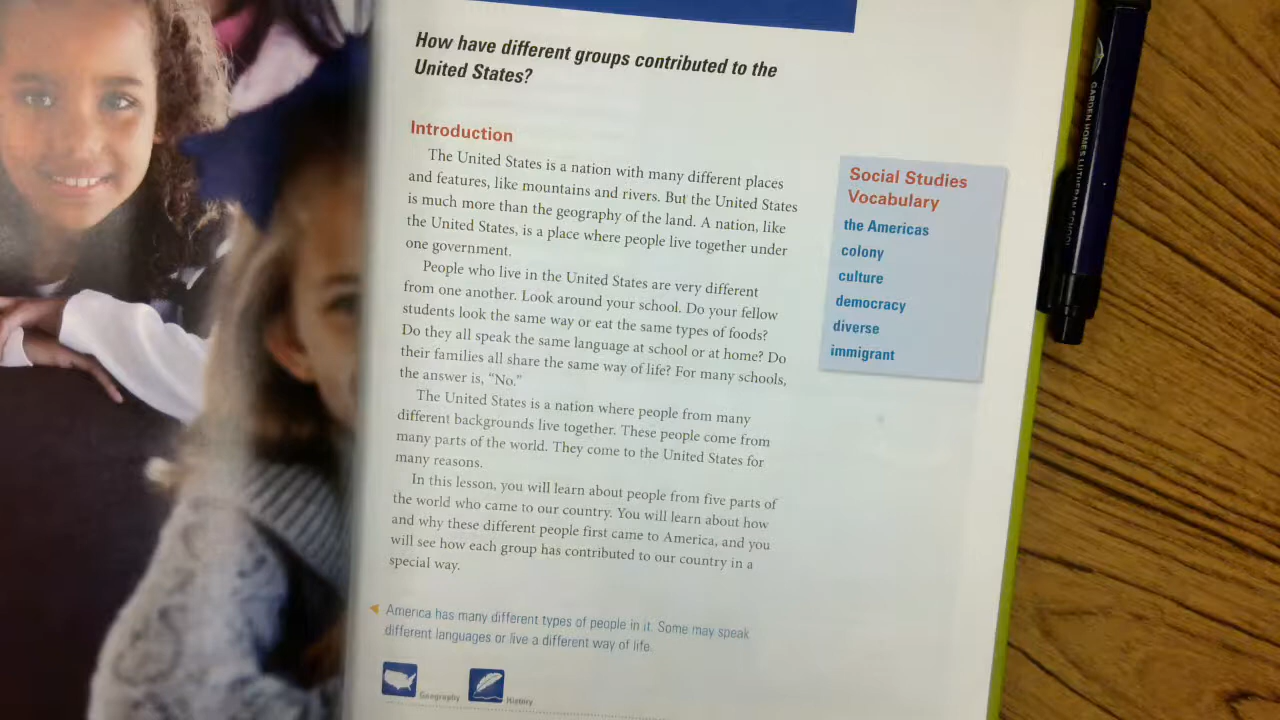 How have different groups contributed to the
United States?
Introduction
The United States is a nation with many different places
and features, like mountains and rivers. But the United States
is much more than the geography of the land. A nation, like
the United States, is a place where people live together under
one government.
People who live in the United States are very different
from one another. Look around your school. Do your fellow
students look the same way or eat the same types of foods?
Do they all speak the same language at school or at home? Do
their families all share the same way of life? For many schools,
the answer is, “No.”
The United States is a nation where people from many
different backgrounds live together. These people come from
many parts of the world. They come to the United States for
many reasons.
In this lesson, you will learn about people from five parts of
the world who came to our country. You will learn about how
and why these different people first came to America, and you
will see how each group has contributed to our country in a
special way.
America has many different types of people in it. Some may speak
different languages or live a different way of life.
Geography
History
Social Studies
Vocabulary
the Americas
colony
culture
democracy
diverse
immigrant
GARDEN HOMES LUTHERAN SCHOOL